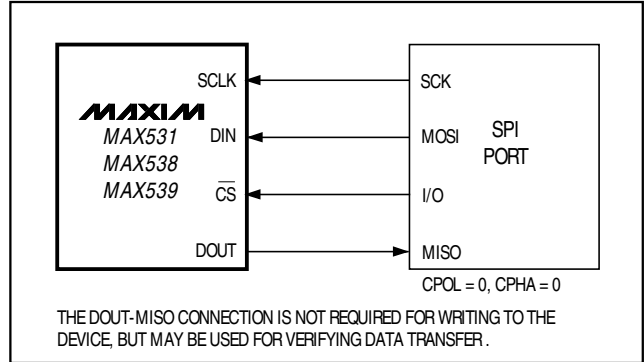 SCLK SCK
MAXIM
MAX531 DIN MOSI SPI
MAX538 PORT
MAX539 CS I/O
DOUT MISO
CPOL = 0, CPHA = 0
THE DOUT-MISO CONNECTION IS NOT REQUIRED FOR WRITING TO THE
DEVICE, BUT MAY BE USED FOR VERIFYING DATA TRANSFER .